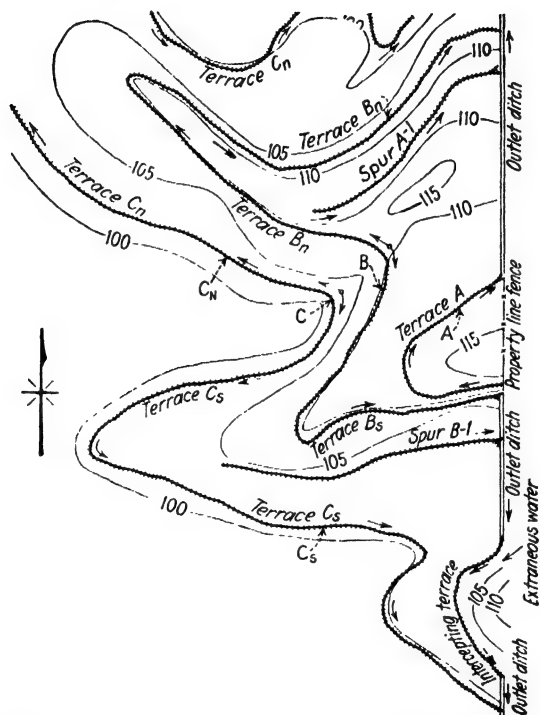 100
110
110
Terrace Cn
Terrace Bn
105
110
Spur A-1
110
Outlet ditch
115
110
105
Terrace Cn
Terrace Bn
100
B
CN
C
Terrace A
A
115
Property line fence
Terrace Cs
Terrace Bs
Spur B-1
105
Outlet ditch
100
Terrace Cs
Cs
Extraneous water
105
110
Intercepting terrace
Outlet ditch